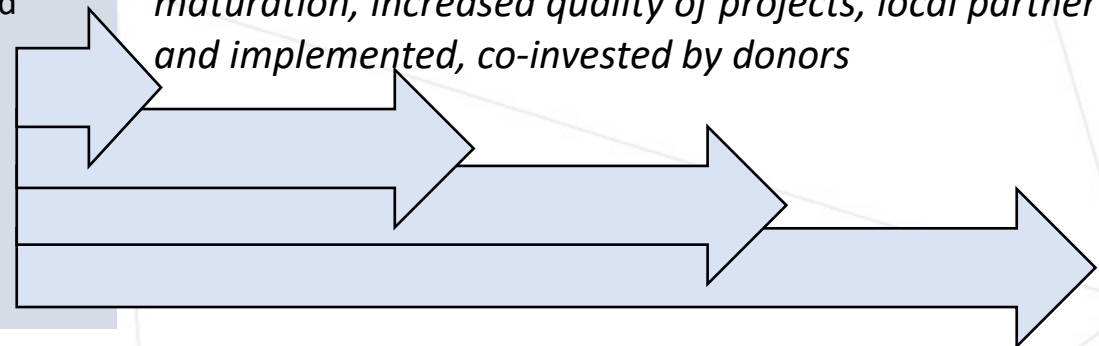 d
maturation, increased quality of projects, local partner
and implemented, co-invested by donors